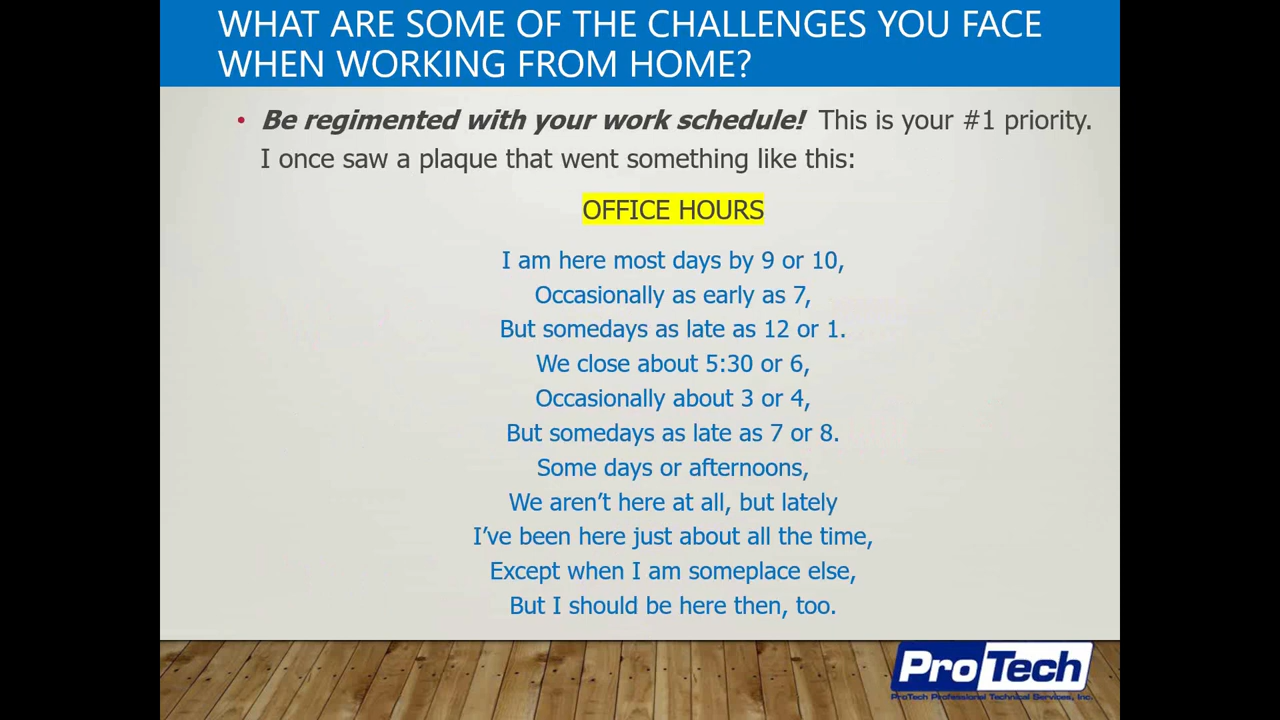 WHAT ARE SOME OF THE CHALLENGES YOU FACE
WHEN WORKING FROM HOME?
• Be regimented with your work schedule! This is your #1 priority.
I once saw a plaque that went something like this:
OFFICE HOURS
I am here most days by 9 or 10,
Occasionally as early as 7,
But somedays as late as 12 or 1.
We close about 5:30 or 6,
Occasionally about 3 or 4,
But somedays as late as 7 or 8.
Some days or afternoons,
We aren’t here at all, but lately
I’ve been here just about all the time,
Except when I am someplace else,
But I should be here then, too.
ProTech
ProTech Professional Technical Services, Inc.